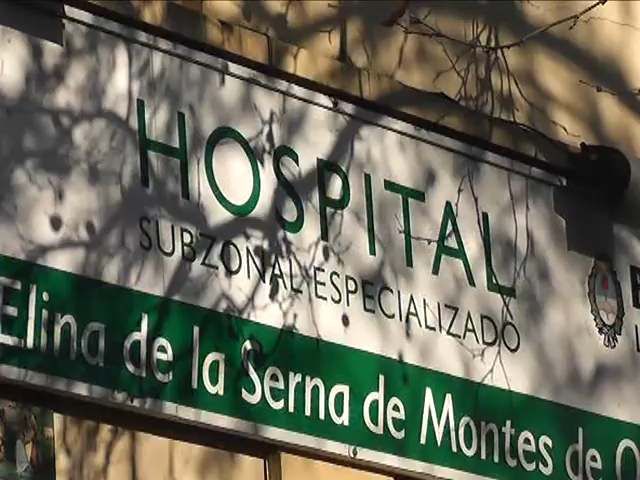 HOSPITAL
SUBZONAL ESPECIALIZADO
Elina de la Serna de Montes de